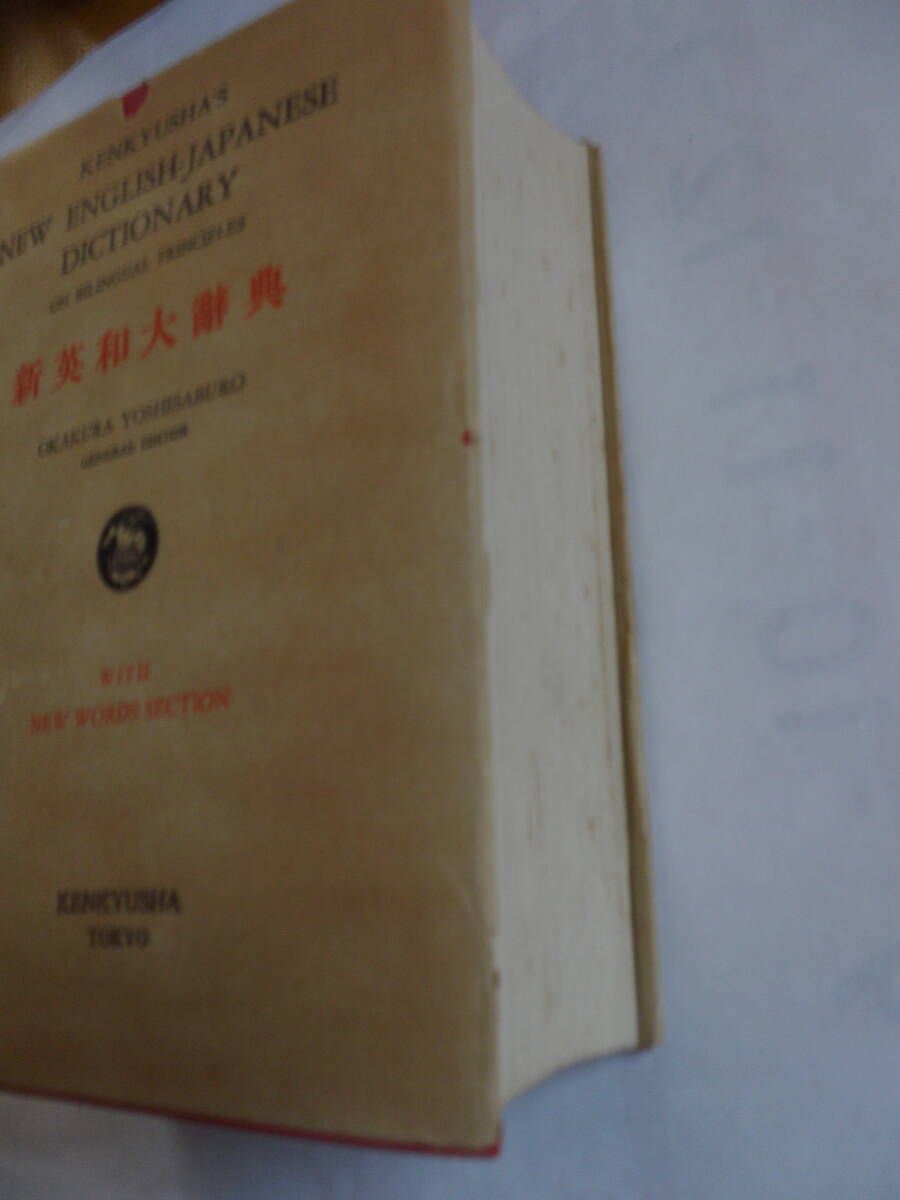 KENKYUSHA'S
NEW ENGLISH-JAPANESE
DICTIONARY
ON BILINGUAL PRINCIPLES
新英和大辭典
OKAKURA YOSHISABURO
GENERAL EDITOR
WITH
NEW WORDS SECTION
KENKYUSHA
TOKYO